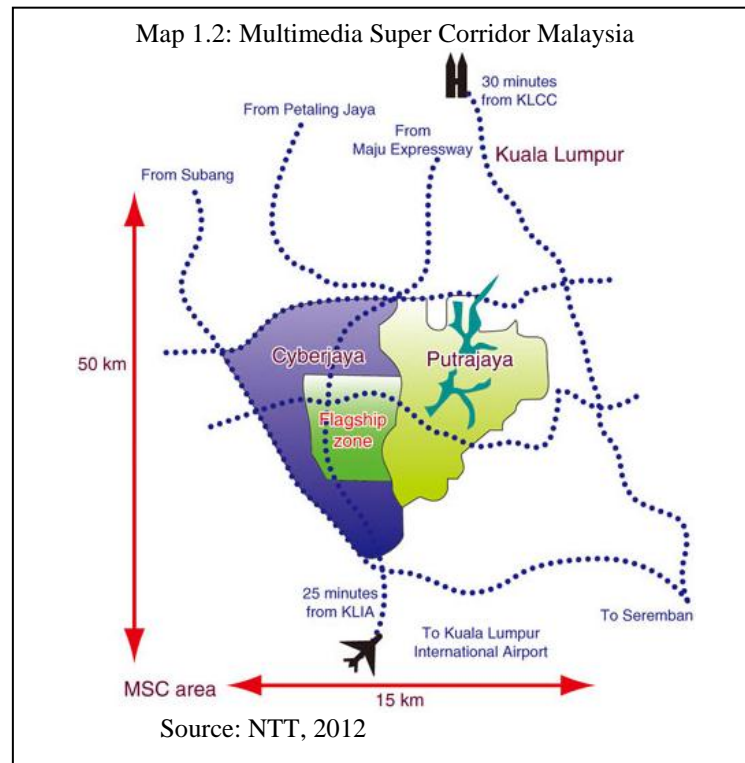 Map 1.2: Multimedia Super Corridor Malaysia
30 minutes
from KLCC
From Petaling Jaya
From
Maju Expressway
Kuala Lumpur
From Subang
50 km
Cyberjaya
Putrajaya
Flagship
zone
25 minutes
from KLIA
To Seremban
To Kuala Lumpur
International Airport
MSC area
15 km
Source: NTT, 2012